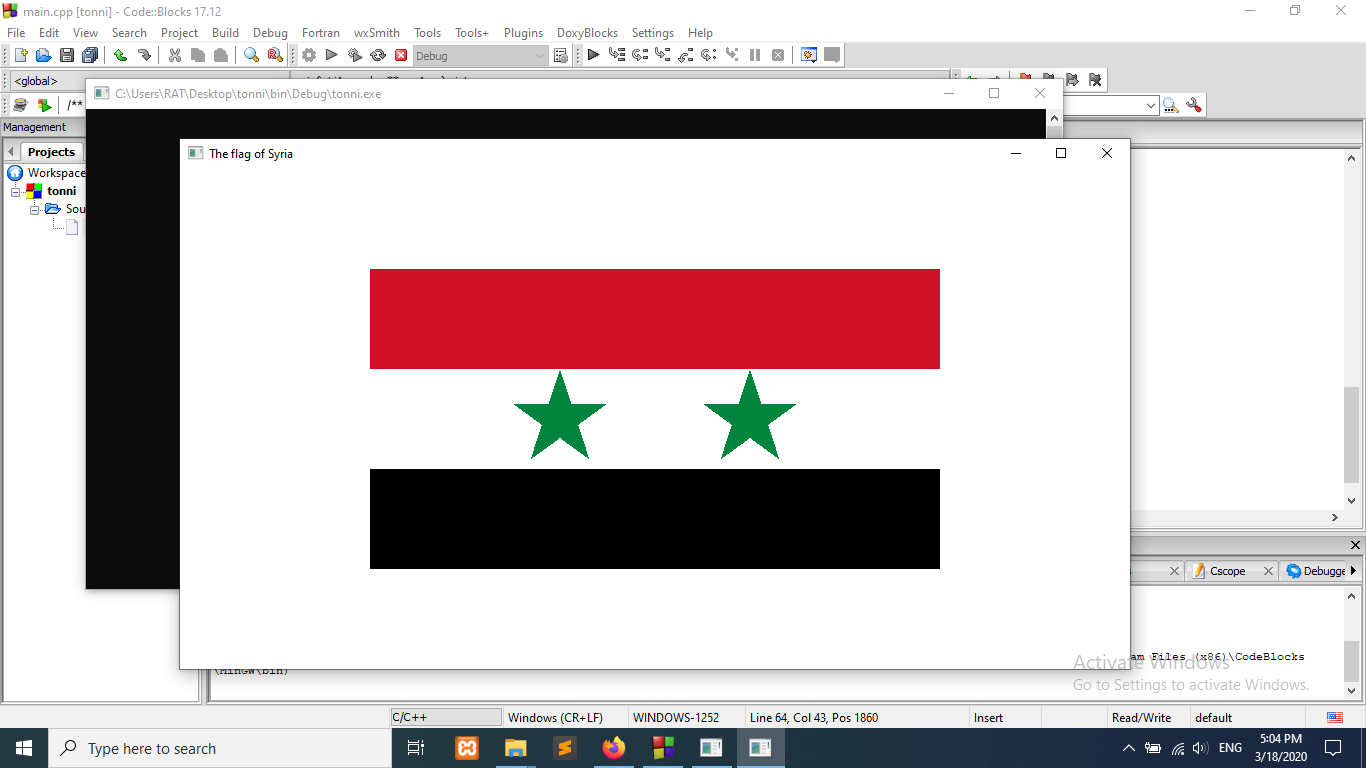 main.cpp [tonni] - Code::Blocks 17.12
File Edit View Search Project Build Debug Fortran wxSmith Tools Tools+ Plugins DoxyBlocks Settings Help
Debug
<global>
C:\Users\RAT\Desktop\tonni\bin\Debug\tonni.exe
/**
Management
The flag of Syria
Projects
Workspace
tonni
Sou
Cscope
Debugge
am Files (x86)\CodeBlocks
\MinGW\bin)
Activate Windows
Go to Settings to activate Windows.
C/C++ Windows (CR+LF) WINDOWS-1252 Line 64, Col 43, Pos 1860 Insert Read/Write default
Type here to search
ENG
5:04 PM
3/18/2020